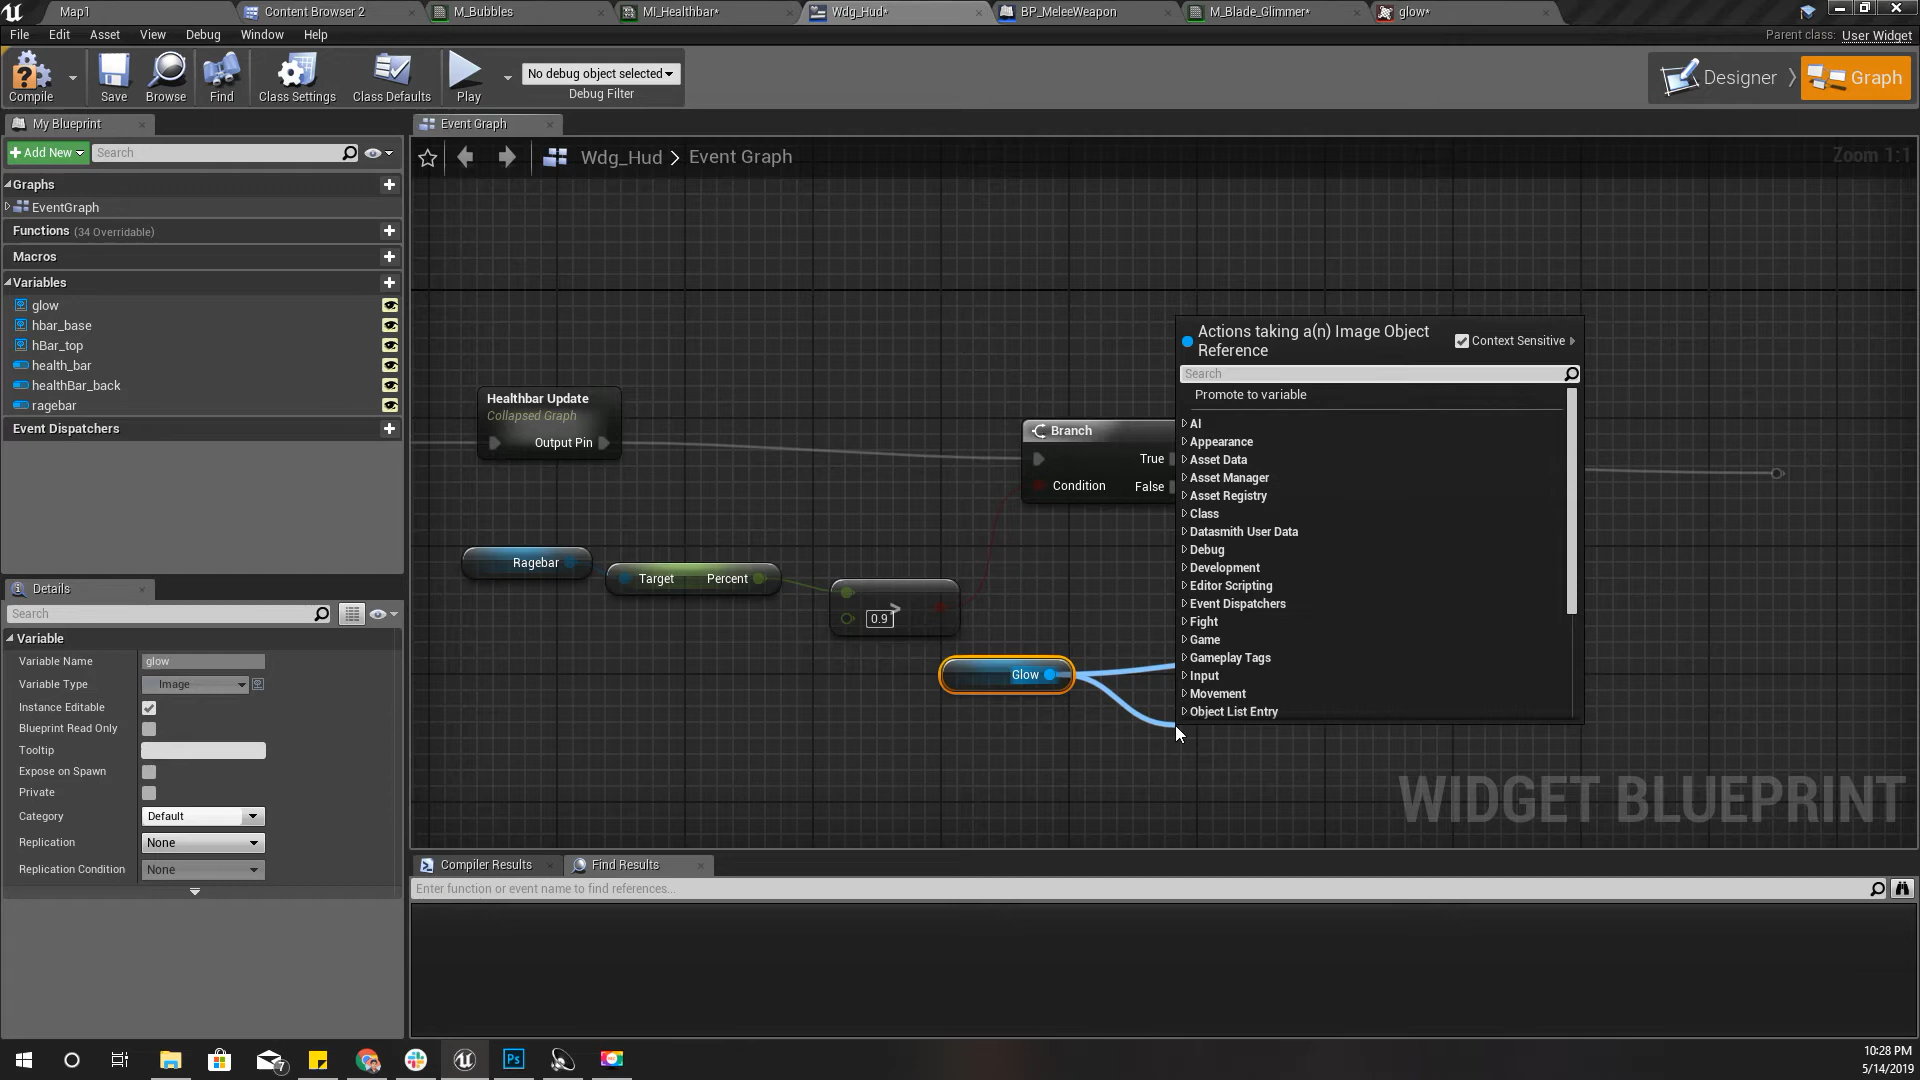 Map1
Content Browser 2
M_Bubbles
MI_Healthbar*
Wdg_Hud*
BP_MeleeWeapon
M_Blade_Glimmer*
glow*
File Edit Asset View Debug Window Help
Parent class: User Widget
Compile
Save
Browse
Find
Class Settings
Class Defaults
Play
No debug object selected
Debug Filter
Designer
Graph
My Blueprint
Event Graph
Add New
Search
Wdg_Hud > Event Graph
Zoom 1:1
Graphs
EventGraph
Functions (34 Overridable)
Macros
Variables
glow
hbar_base
hBar_top
health_bar
healthBar_back
ragebar
Event Dispatchers
Healthbar Update
Collapsed Graph
Output Pin
Branch
True
Condition
False
Ragebar
Target
Percent
>
0.9
Glow
Actions taking a(n) Image Object
Reference
Context Sensitive
Search
Promote to variable
AI
Appearance
Asset Data
Asset Manager
Asset Registry
Class
Datasmith User Data
Debug
Development
Editor Scripting
Event Dispatchers
Fight
Game
Gameplay Tags
Input
Movement
Object List Entry
WIDGET BLUEPRINT
Details
Search
Variable
Variable Name glow
Variable Type Image
Instance Editable
Blueprint Read Only
Tooltip
Expose on Spawn
Private
Category Default
Replication None
Replication Condition None
Compiler Results
Find Results
Enter function or event name to find references...
7
Ps
10:28 PM
5/14/2019